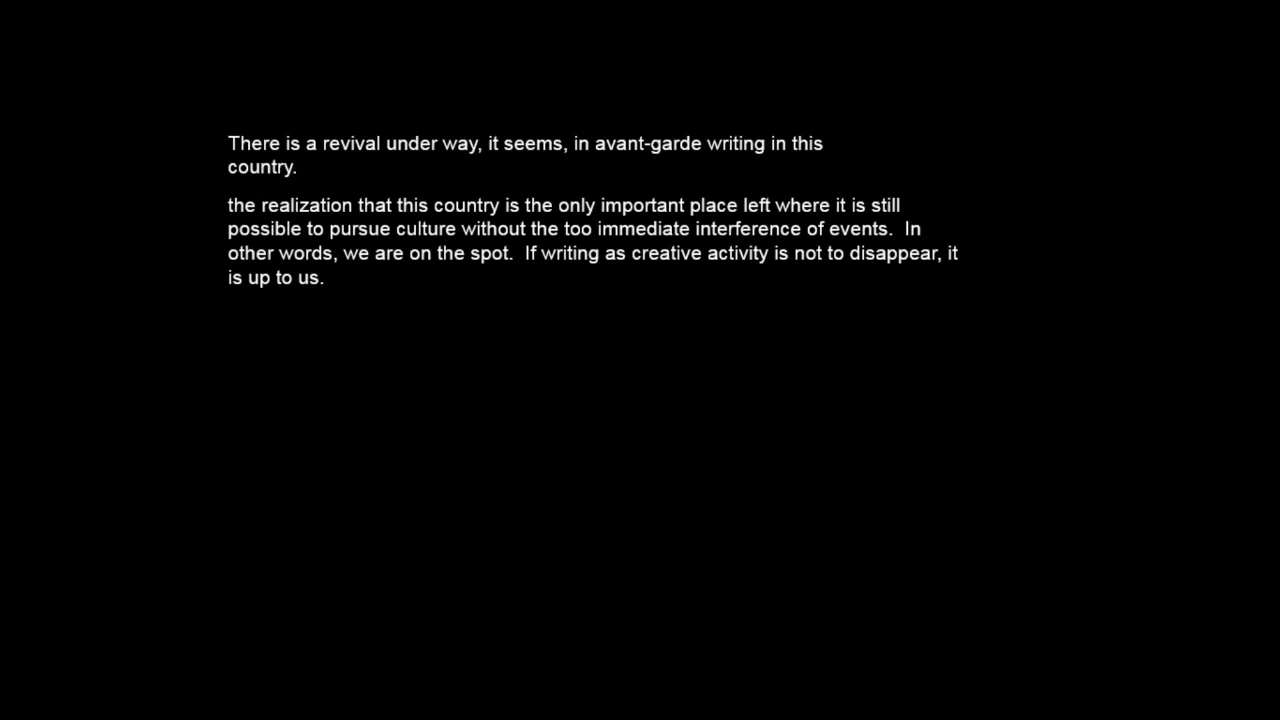 There is a revival under way, it seems, in avant-garde writing in this
country.
the realization that this country is the only important place left where it is still
possible to pursue culture without the too immediate interference of events.  In
other words, we are on the spot.  If writing as creative activity is not to disappear, it
is up to us.